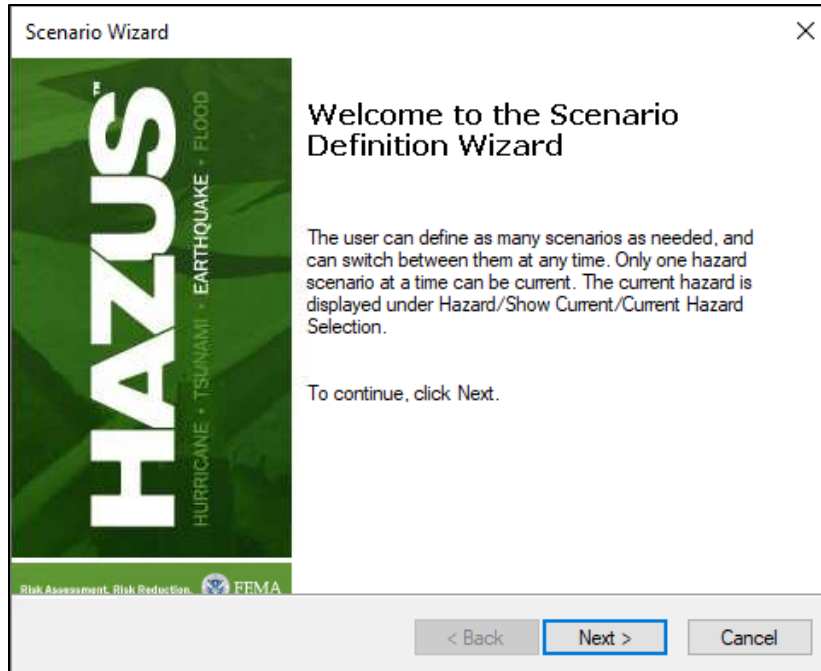 Scenario Wizard
HAZUS™
HURRICANE • TSUNAMI • EARTHQUAKE • FLOOD
Risk Assessment. Risk Reduction. FEMA
Welcome to the Scenario
Definition Wizard
The user can define as many scenarios as needed, and
can switch between them at any time. Only one hazard
scenario at a time can be current. The current hazard is
displayed under Hazard/Show Current/Current Hazard
Selection.
To continue, click Next.
< Back
Next >
Cancel